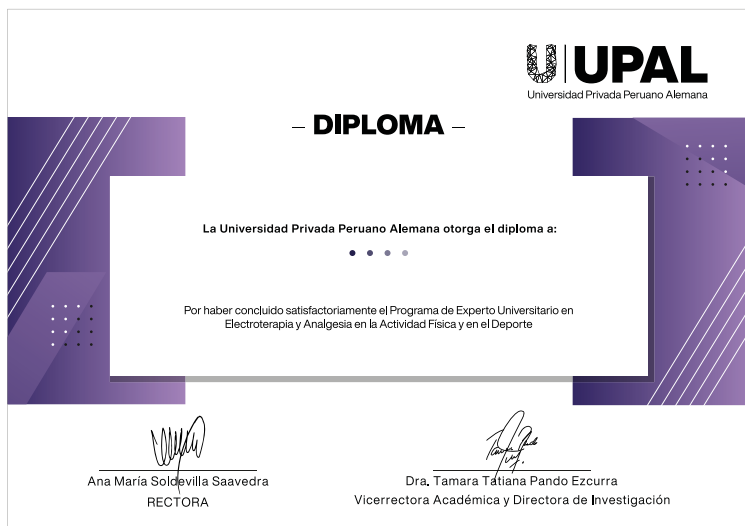 UPAL
Universidad Privada Peruano Alemana
– DIPLOMA –
La Universidad Privada Peruano Alemana otorga el diploma a:
Por haber concluido satisfactoriamente el Programa de Experto Universitario en
Electroterapia y Analgesia en la Actividad Física y en el Deporte
Ana María Soldevilla Saavedra
RECTORA
Dra. Tamara Tatiana Pando Ezcurra
Vicerrectora Académica y Directora de Investigación